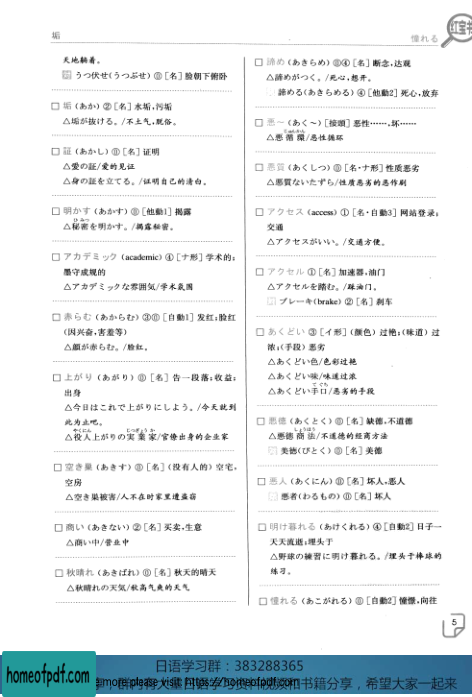 垢
憧れる
天地躺着。
うつ伏せ(うつぶせ)⓪[名]脸朝下俯卧
□ 垢(あか)②[名]水垢,污垢
△垢が抜ける。/不土气,脱俗。
□ 証(あかし)⓪[名]证明
△愛の証/爱的见证
△身の証を立てる。/证明自己的清白。
□ 明かす(あかす)⓪[他動1]揭露
ひ みつ
△秘密を明かす。/揭露秘密。
□ アカデミック(academic)④[ナ形]学术的;
墨守成规的
△アカデミックな雰囲気/学术氛围
□ 赤らむ(あからむ)③⓪[自動1]发红;脸红
(因兴奋,害羞等)
△顔が赤らむ。/脸红。
□ 上がり(あがり)⓪[名]告一段落;收益;
出身
△今日はこれで上がりにしよう。/今天就到
此为止吧。
やくにん じつぎょう か
△役人上がりの実業家/官僚出身的企业家
□ 空き巣(あきす)⓪[名](没有人的)空宅,
空房
△空き巣被害/人不在时家里遭盗窃
□ 商い(あきない)②[名]买卖,生意
△商い中/营业中
□ 秋晴れ(あきばれ)⓪[名]秋天的晴天
△秋晴れの天気/秋高气爽的天气
□ 諦め(あきらめ)⓪④[名]断念,达观
△諦めがつく。/死心,想开。
諦める(あきらめる)④[他動2]死心,放弃
□ 悪～(あく～)[接頭]恶性……,坏……
じゅんかん
△悪循環/恶性循环
□ 悪質(あくしつ)⓪[名·ナ形]性质恶劣
△悪質ないたずら/性质恶劣的恶作剧
□ アクセス(access)①[名·自動3]网站登录;
交通
△アクセスがいい。/交通方便。
□ アクセル①[名]加速器,油门
△アクセルを踏む。/踩油门。
ブレーキ(brake)②[名]刹车
□ あくどい③[イ形](颜色)过艳;(味道)过
浓;(手段)恶劣
△あくどい色/色彩过艳
△あくどい味/味道过浓
て ぐち
△あくどい手口/恶劣的手段
□ 悪徳(あくとく)⓪[名]缺德,不道德
しょうほう
△悪徳商法/不道德的经商方法
美徳(びとく)⓪[名]美德
□ 悪人(あくにん)⓪[名]坏人,恶人
悪者(わるもの)⓪[名]坏人
□ 明け暮れる(あけくれる)④[自動2]日子一
天天流逝;埋头于
△野球の練習に明け暮れる。/埋头于棒球的
练习。
□ 憧れる(あこがれる)⓪[自動2]憧憬,向往
5
日语学习群:383288365
homeofpdf.com
more please visit: https://homeofpdf.com